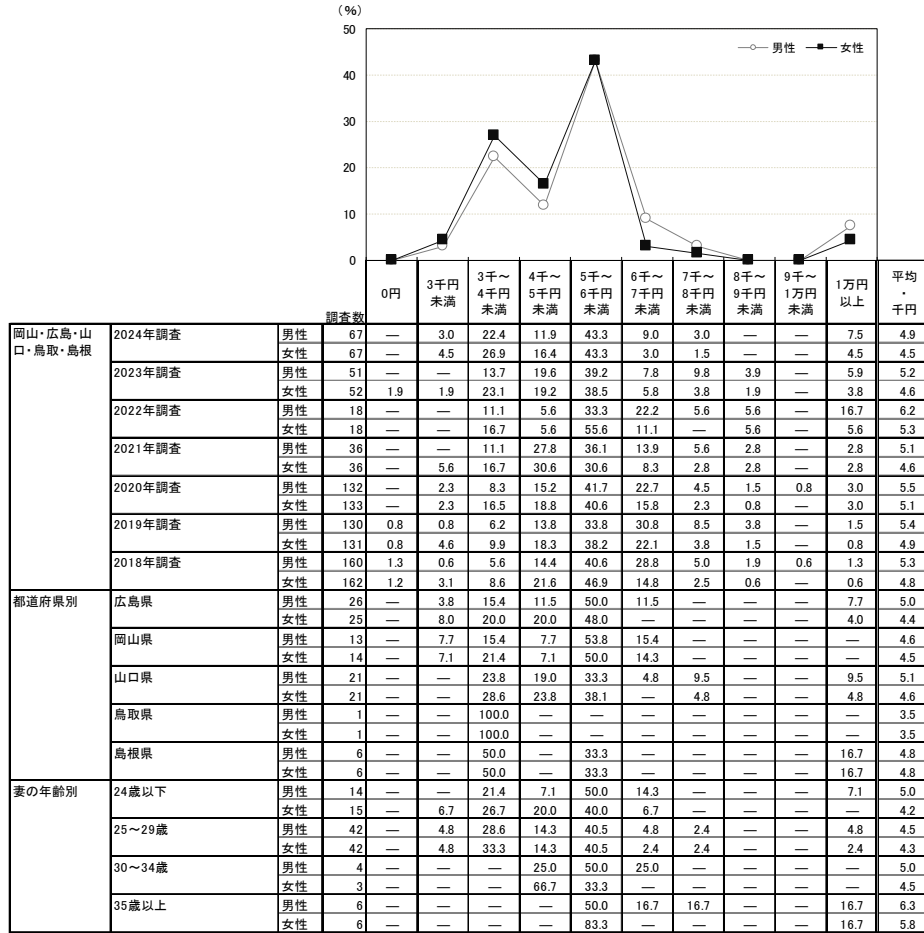 （％）
50
40
30
20
10
0
男性 女性
調査数 0円 3千円未満 3千～4千円未満 4千～5千円未満 5千～6千円未満 6千～7千円未満 7千～8千円未満 8千～9千円未満 9千～1万円未満 1万円以上 平均・千円
岡山・広島・山口・鳥取・島根 2024年調査 男性 67 — 3.0 22.4 11.9 43.3 9.0 3.0 — — 7.5 4.9
女性 67 — 4.5 26.9 16.4 43.3 3.0 1.5 — — 4.5 4.5
2023年調査 男性 51 — — 13.7 19.6 39.2 7.8 9.8 3.9 — 5.9 5.2
女性 52 1.9 1.9 23.1 19.2 38.5 5.8 3.8 1.9 — 3.8 4.6
2022年調査 男性 18 — — 11.1 5.6 33.3 22.2 5.6 5.6 — 16.7 6.2
女性 18 — — 16.7 5.6 55.6 11.1 — 5.6 — 5.6 5.3
2021年調査 男性 36 — — 11.1 27.8 36.1 13.9 5.6 2.8 — 2.8 5.1
女性 36 — 5.6 16.7 30.6 30.6 8.3 2.8 2.8 — 2.8 4.6
2020年調査 男性 132 — 2.3 8.3 15.2 41.7 22.7 4.5 1.5 0.8 3.0 5.5
女性 133 — 2.3 16.5 18.8 40.6 15.8 2.3 0.8 — 3.0 5.1
2019年調査 男性 130 0.8 0.8 6.2 13.8 33.8 30.8 8.5 3.8 — 1.5 5.4
女性 131 0.8 4.6 9.9 18.3 38.2 22.1 3.8 1.5 — 0.8 4.9
2018年調査 男性 160 1.3 0.6 5.6 14.4 40.6 28.8 5.0 1.9 0.6 1.3 5.3
女性 162 1.2 3.1 8.6 21.6 46.9 14.8 2.5 0.6 — 0.6 4.8
都道府県別 広島県 男性 26 — 3.8 15.4 11.5 50.0 11.5 — — — 7.7 5.0
女性 25 — 8.0 20.0 20.0 48.0 — — — — 4.0 4.4
岡山県 男性 13 — 7.7 15.4 7.7 53.8 15.4 — — — — 4.6
女性 14 — 7.1 21.4 7.1 50.0 14.3 — — — — 4.5
山口県 男性 21 — — 23.8 19.0 33.3 4.8 9.5 — — 9.5 5.1
女性 21 — — 28.6 23.8 38.1 — 4.8 — — 4.8 4.6
鳥取県 男性 1 — — 100.0 — — — — — — — 3.5
女性 1 — — 100.0 — — — — — — — 3.5
島根県 男性 6 — — 50.0 — 33.3 — — — — 16.7 4.8
女性 6 — — 50.0 — 33.3 — — — — 16.7 4.8
妻の年齢別 24歳以下 男性 14 — — 21.4 7.1 50.0 14.3 — — — 7.1 5.0
女性 15 — 6.7 26.7 20.0 40.0 6.7 — — — — 4.2
25～29歳 男性 42 — 4.8 28.6 14.3 40.5 4.8 2.4 — — 4.8 4.5
女性 42 — 4.8 33.3 14.3 40.5 2.4 2.4 — — 2.4 4.3
30～34歳 男性 4 — — — 25.0 50.0 25.0 — — — — 5.0
女性 3 — — — 66.7 33.3 — — — — — 4.5
35歳以上 男性 6 — — — — 50.0 16.7 16.7 — — 16.7 6.3
女性 6 — — — — 83.3 — — — — 16.7 5.8